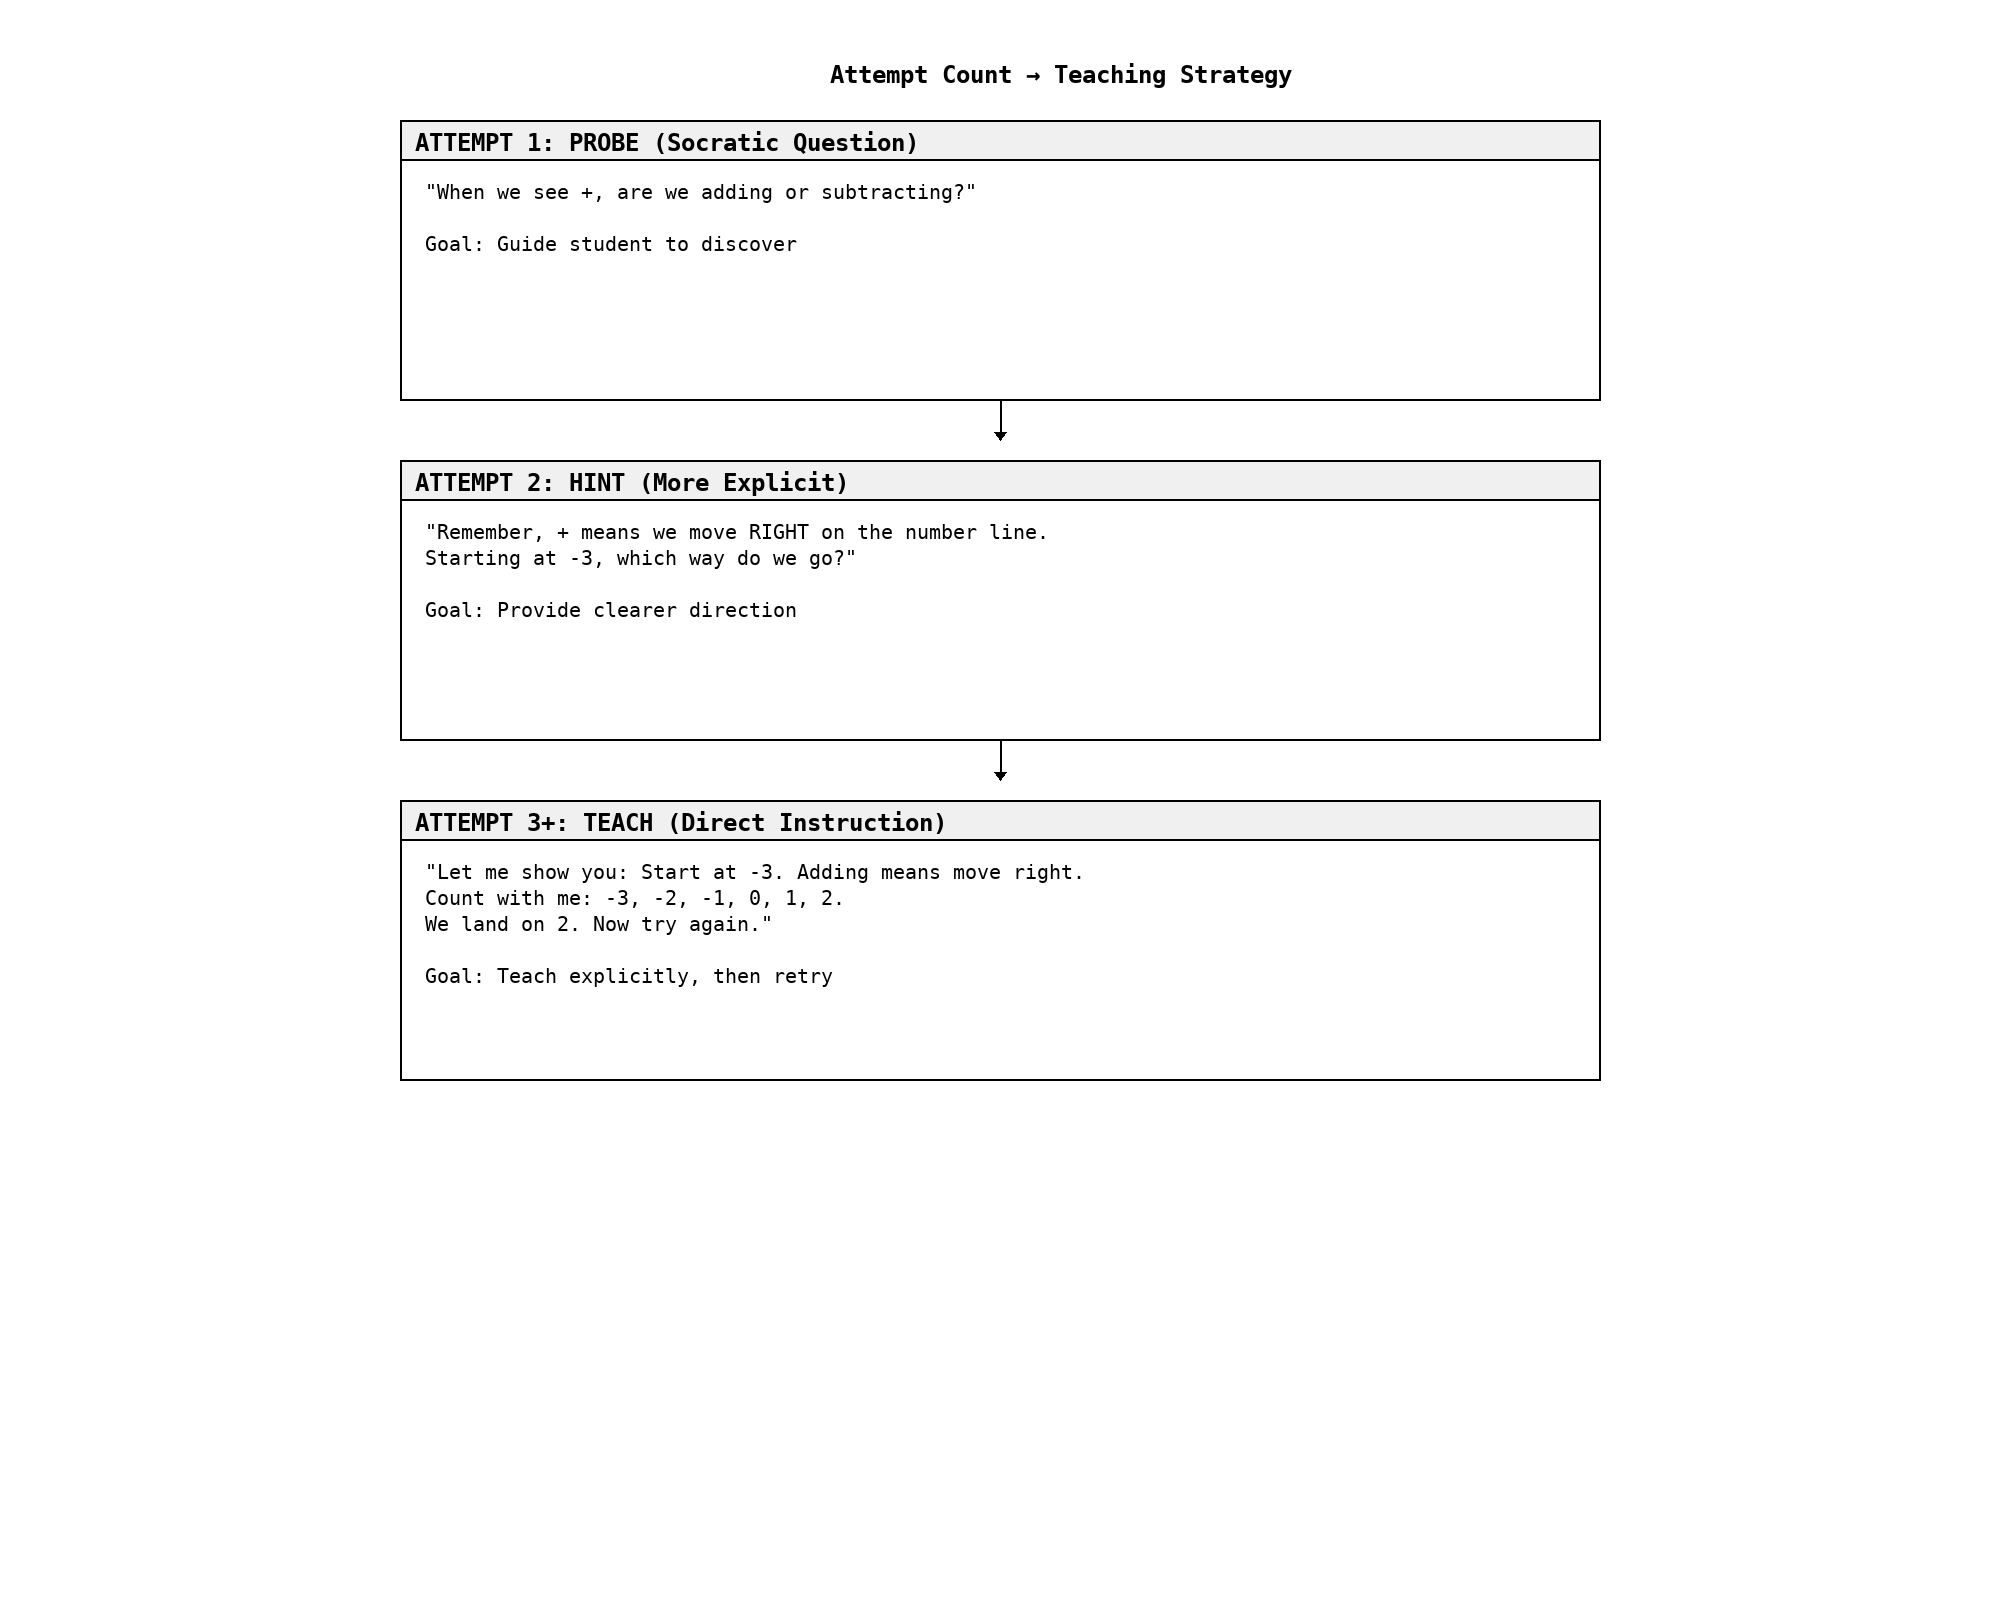 Attempt Count → Teaching Strategy
ATTEMPT 1: PROBE (Socratic Question)
"When we see +, are we adding or subtracting?"
Goal: Guide student to discover
ATTEMPT 2: HINT (More Explicit)
"Remember, + means we move RIGHT on the number line.
Starting at -3, which way do we go?"
Goal: Provide clearer direction
ATTEMPT 3+: TEACH (Direct Instruction)
"Let me show you: Start at -3. Adding means move right.
Count with me: -3, -2, -1, 0, 1, 2.
We land on 2. Now try again."
Goal: Teach explicitly, then retry